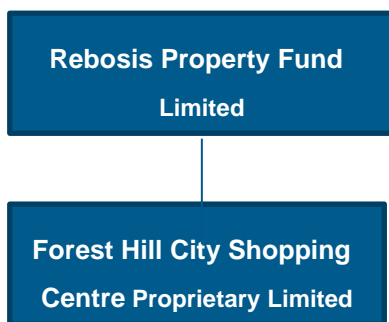 Rebosis Property Fund
Limited
Forest Hill City Shopping
Centre Proprietary Limited